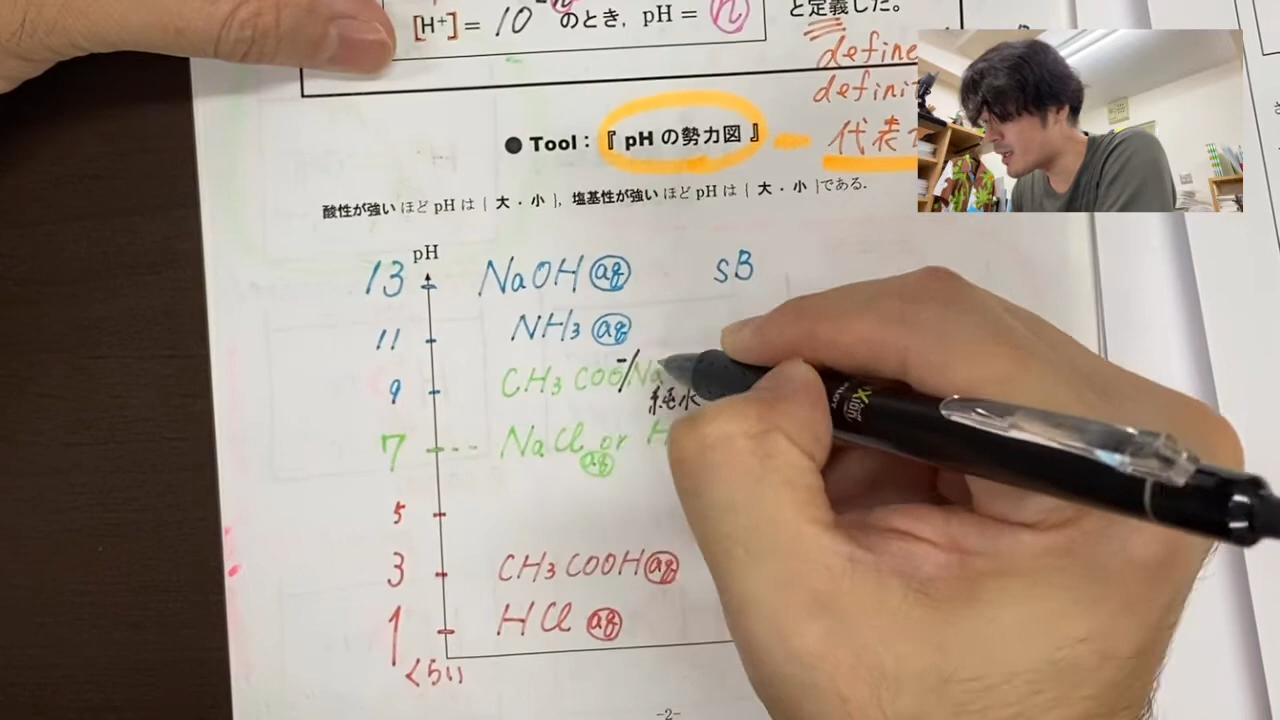 [H⁺] = 10⁻ⁿ のとき, pH = n
と定義した。
define
● Tool : 『 pH の勢力図 』
代表
酸性が強い ほど pH は { 大 ・ 小 }, 塩基性が強い ほど pH は { 大 ・ 小 }である.
pH
13 NaOH aq sB
11 NH₃ aq
9 CH₃COO⁻/Na
純水
7 NaCl aq or H
5
3 CH₃COOH aq
1 HCl aq
くらい
-2-
PILOT